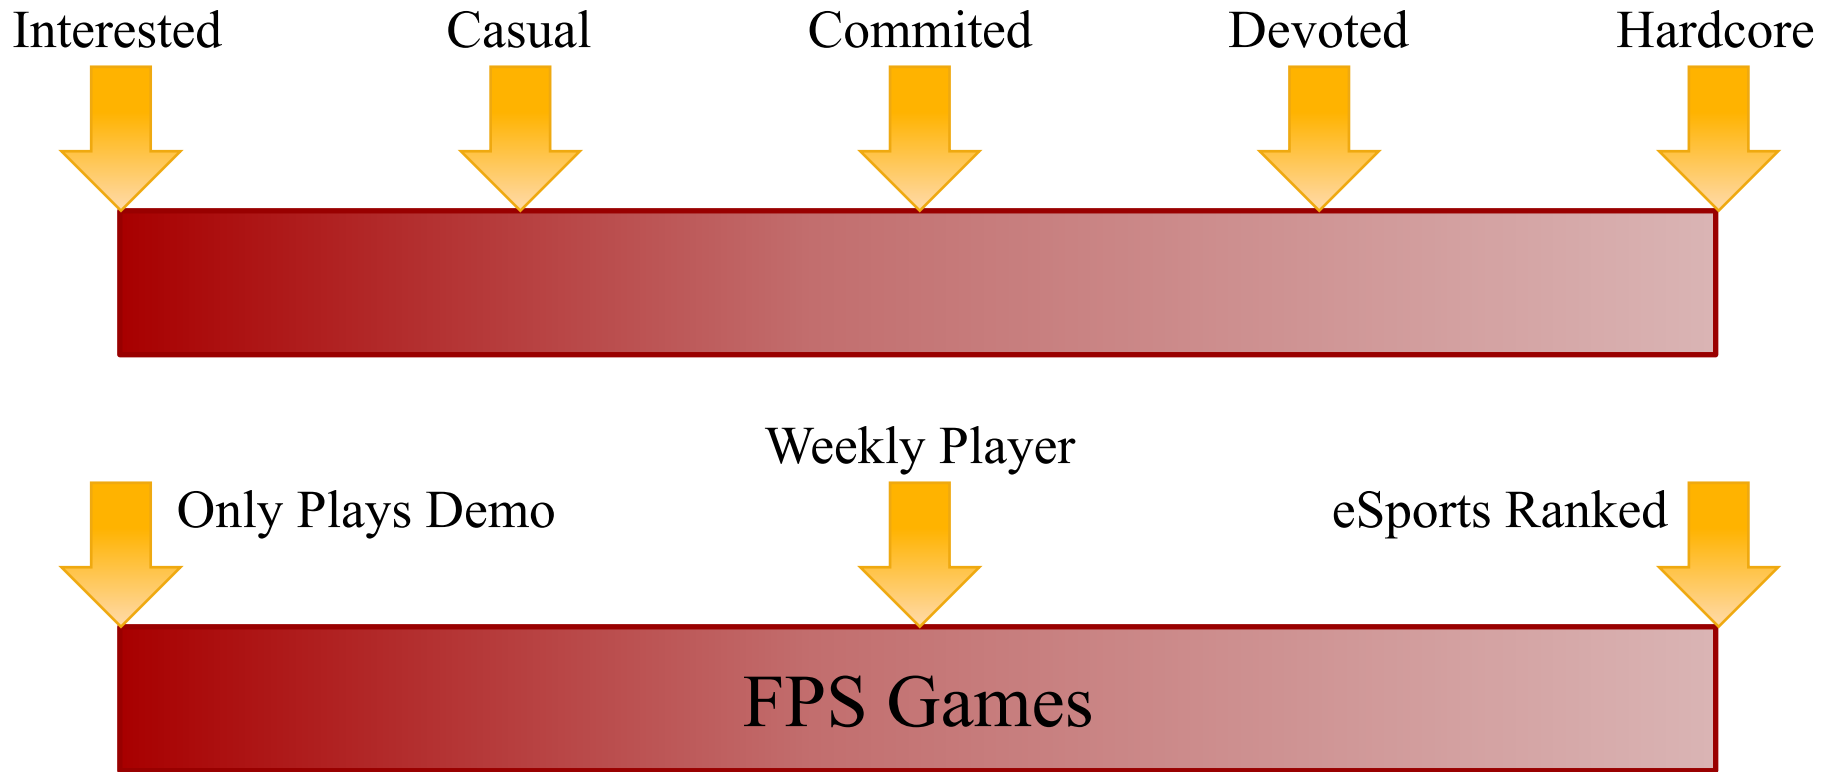 Interested
Casual
Commited
Devoted
Hardcore
Weekly Player
Only Plays Demo
eSports Ranked
FPS Games